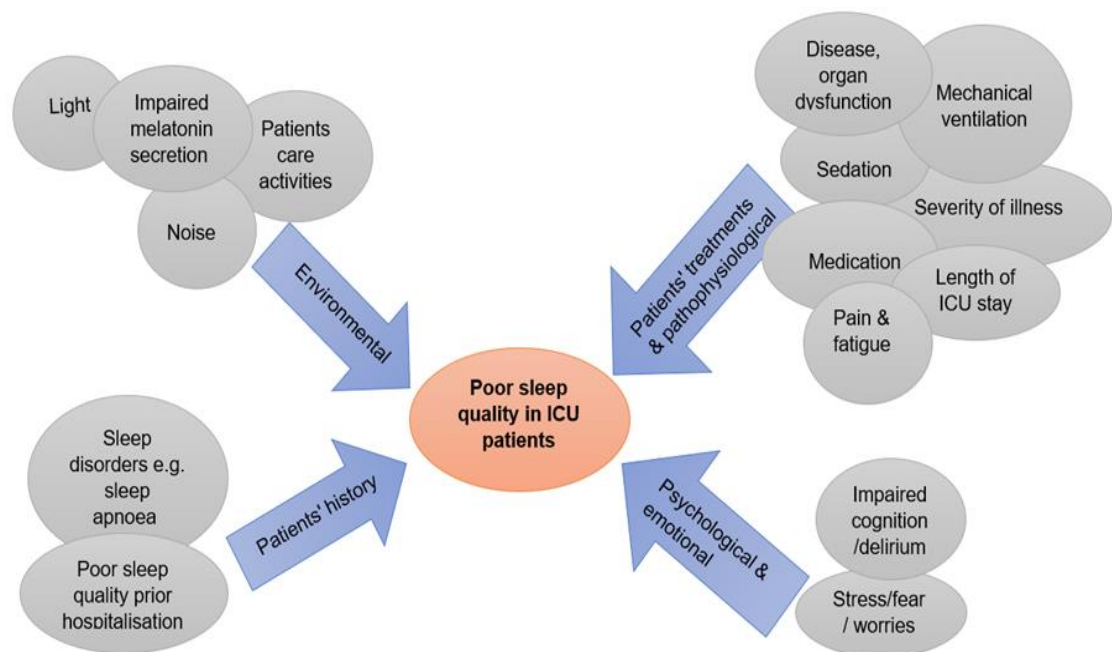 Light
Impaired
melatonin
secretion
Patients
care
activities
Noise
Environmental
Disease,
organ
dysfunction
Mechanical
ventilation
Sedation
Severity of illness
Medication
Length of
ICU stay
Pain &
fatigue
Patients' treatments
& pathophysiological
Poor sleep
quality in ICU
patients
Sleep
disorders e.g.
sleep
apnoea
Poor sleep
quality prior
hospitalisation
Patients' history
Psychological &
emotional
Impaired
cognition
/delirium
Stress/fear
/ worries